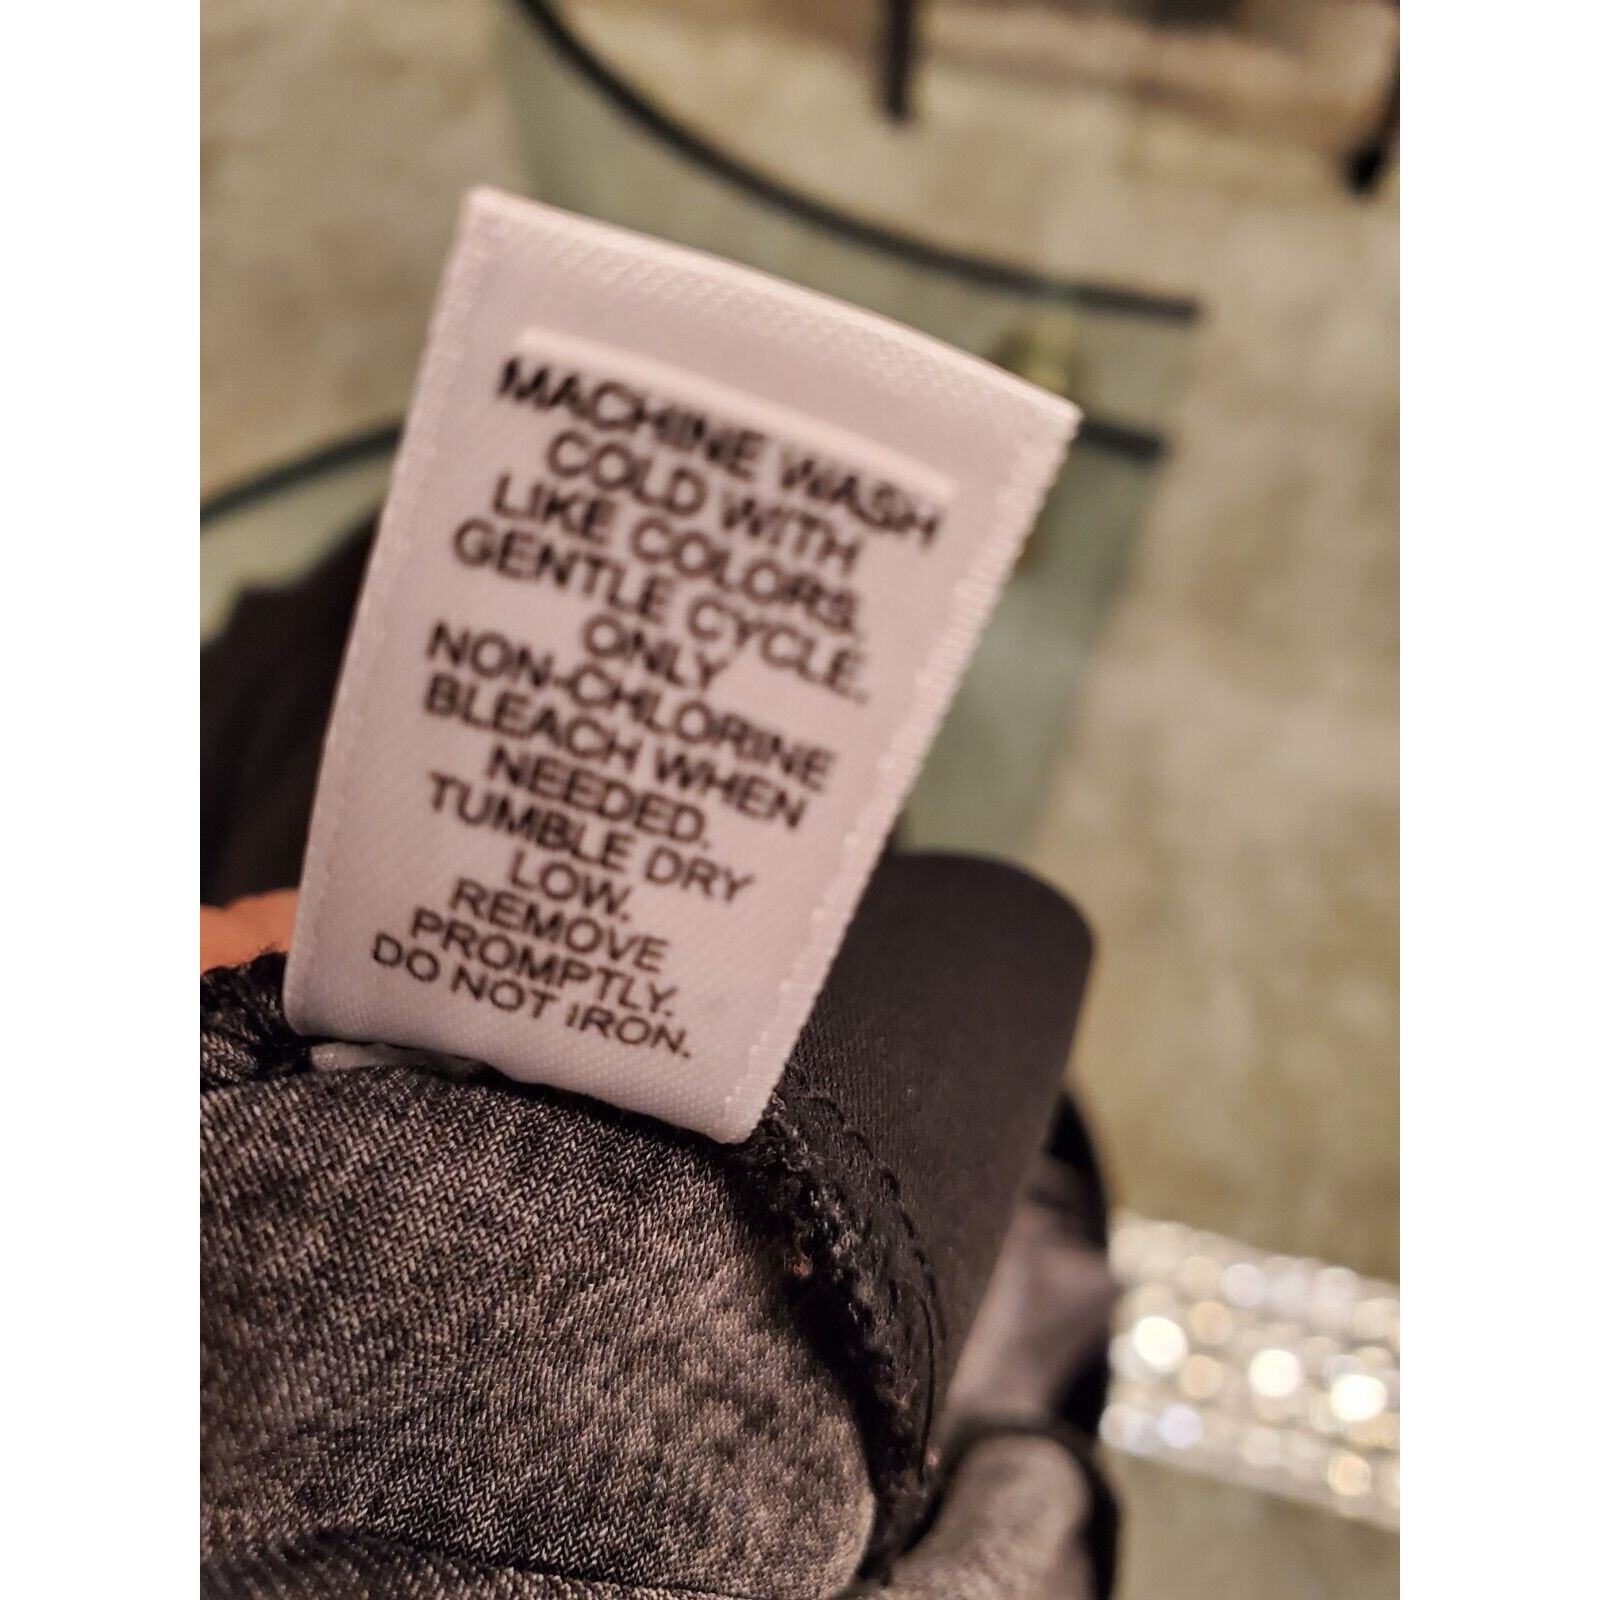 MACHINE WASH
COLD WITH
LIKE COLORS.
GENTLE CYCLE.
ONLY
NON-CHLORINE
BLEACH WHEN
NEEDED.
TUMBLE DRY
LOW.
REMOVE
PROMPTLY.
DO NOT IRON.